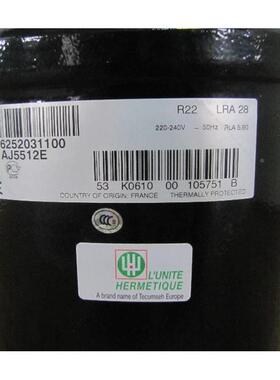 R22 LRA 28
6252031100
220-240V ~ 50Hz RLA 5.60
AJ5512E
53 K0610 00 105751 B
COUNTRY OF ORIGIN: FRANCE THERMALLY PROTECTED
CCC
L'UNITE
HERMETIQUE
A brand name of Tecumseh Europe